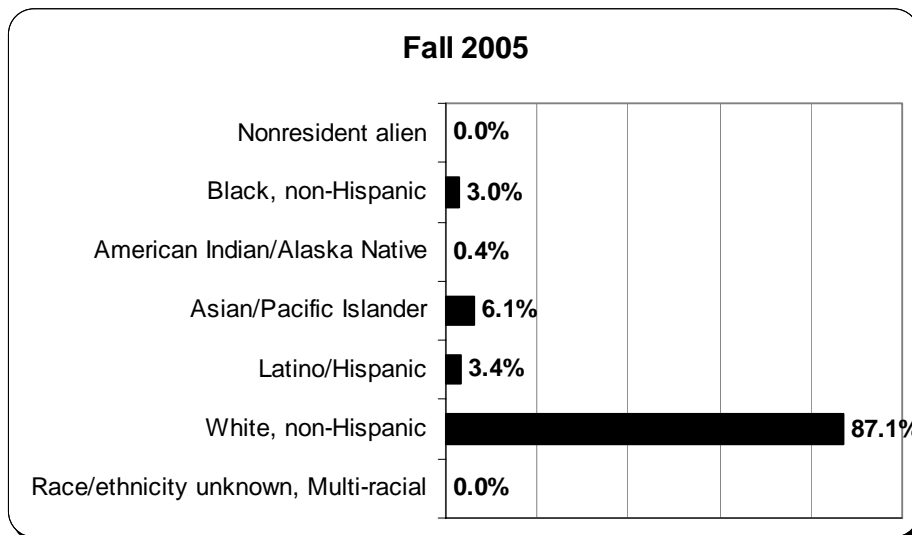 Fall 2005
Nonresident alien 0.0%
Black, non-Hispanic 3.0%
American Indian/Alaska Native 0.4%
Asian/Pacific Islander 6.1%
Latino/Hispanic 3.4%
White, non-Hispanic 87.1%
Race/ethnicity unknown, Multi-racial 0.0%